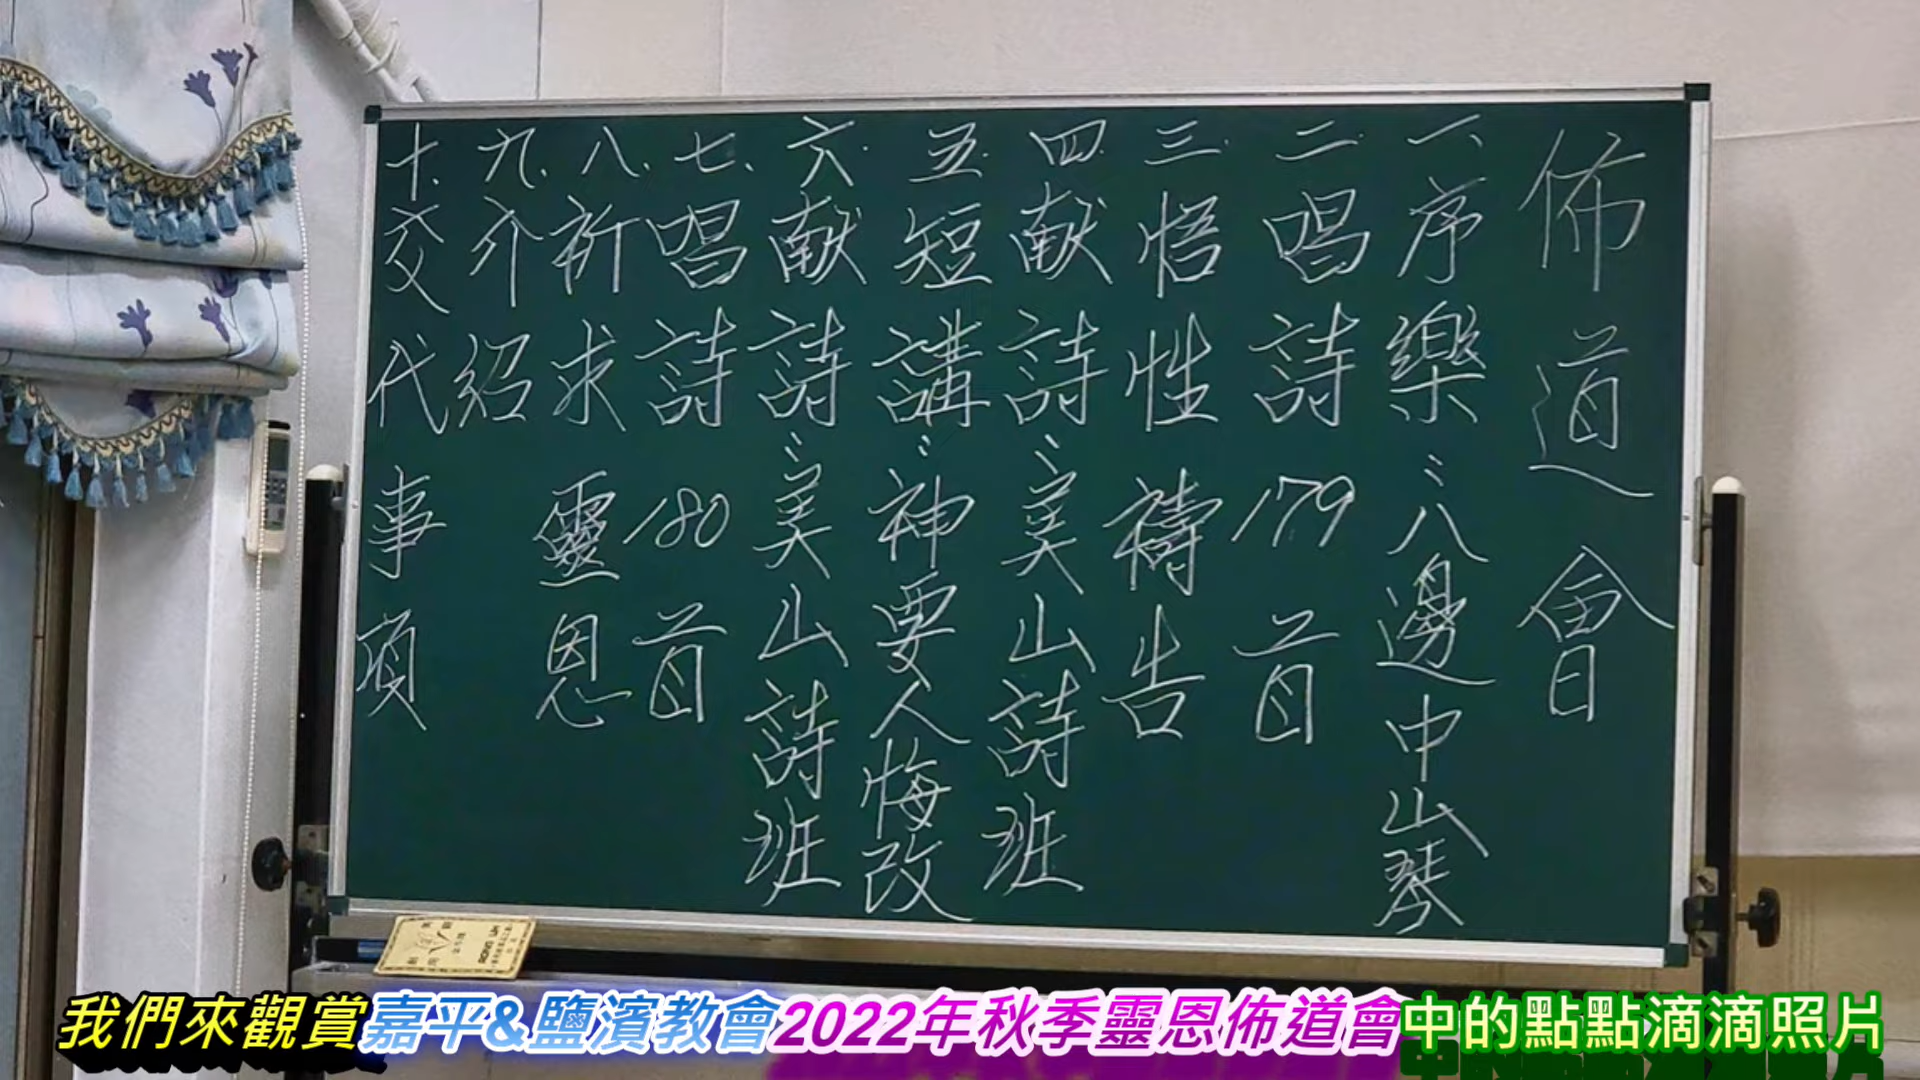 佈道會
一、序樂：八邊中山琴
二、唱詩 179首
三、悟性禱告
四、献詩：美山詩班
五、短講：神要人悔改
六、献詩：美山詩班
七、唱詩 180首
八、祈求靈恩
九、介紹
十、交代事項
我們來觀賞嘉平&鹽濱教會2022年秋季靈恩佈道會中的點點滴滴照片